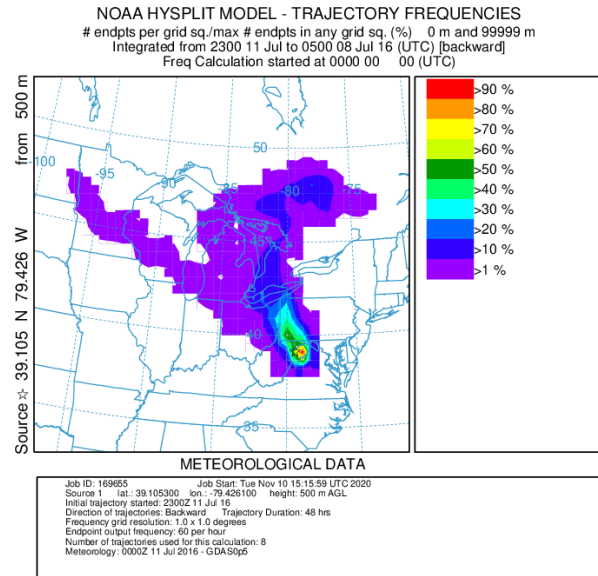 NOAA HYSPLIT MODEL - TRAJECTORY FREQUENCIES
# endpts per grid sq./max # endpts in any grid sq. (%) 0 m and 99999 m
Integrated from 2300 11 Jul to 0500 08 Jul 16 (UTC) [backward]
Freq Calculation started at 0000 00 00 (UTC)
Source ☆ 39.105 N 79.426 W from 500 m
-100
-95
-90
-85
-80
-75
50
45
40
35
>90 %
>80 %
>70 %
>60 %
>50 %
>40 %
>30 %
>20 %
>10 %
>1 %
METEOROLOGICAL DATA
Job ID: 169655 Job Start: Tue Nov 10 15:15:59 UTC 2020
Source 1 lat.: 39.105300 lon.: -79.426100 height: 500 m AGL
Initial trajectory started: 2300Z 11 Jul 16
Direction of trajectories: Backward Trajectory Duration: 48 hrs
Frequency grid resolution: 1.0 x 1.0 degrees
Endpoint output frequency: 60 per hour
Number of trajectories used for this calculation: 8
Meteorology: 0000Z 11 Jul 2016 - GDAS0p5